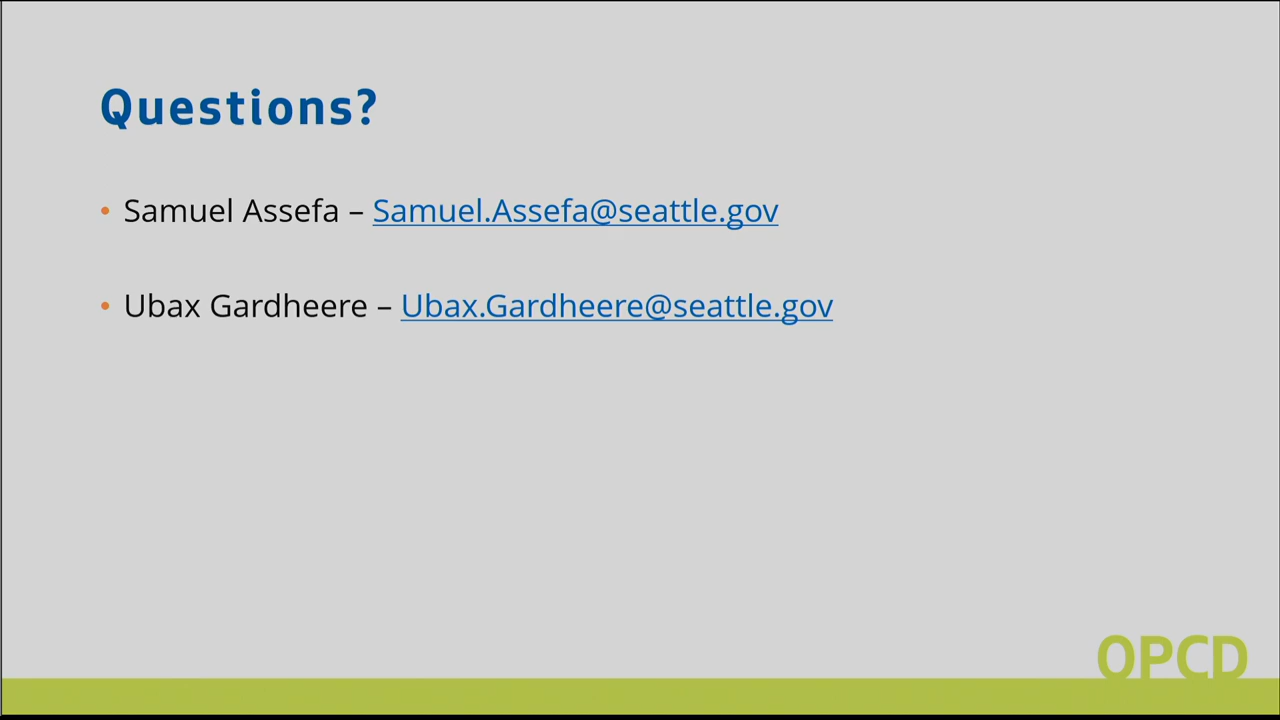 Questions?
• Samuel Assefa – Samuel.Assefa@seattle.gov
• Ubax Gardheere – Ubax.Gardheere@seattle.gov
OPCD